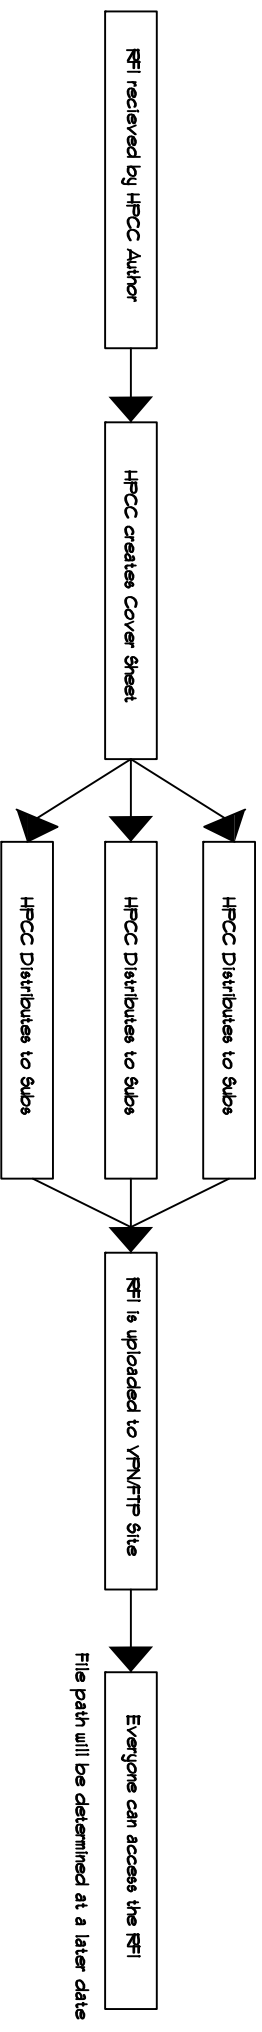 RFI recieved by HPCC Author
HPCC creates Cover Sheet
HPCC Distributes to Subs
HPCC Distributes to Subs
HPCC Distributes to Subs
RFI is uploaded to VPN/FTP Site
Everyone can access the RFI
File path will be determined at a later date